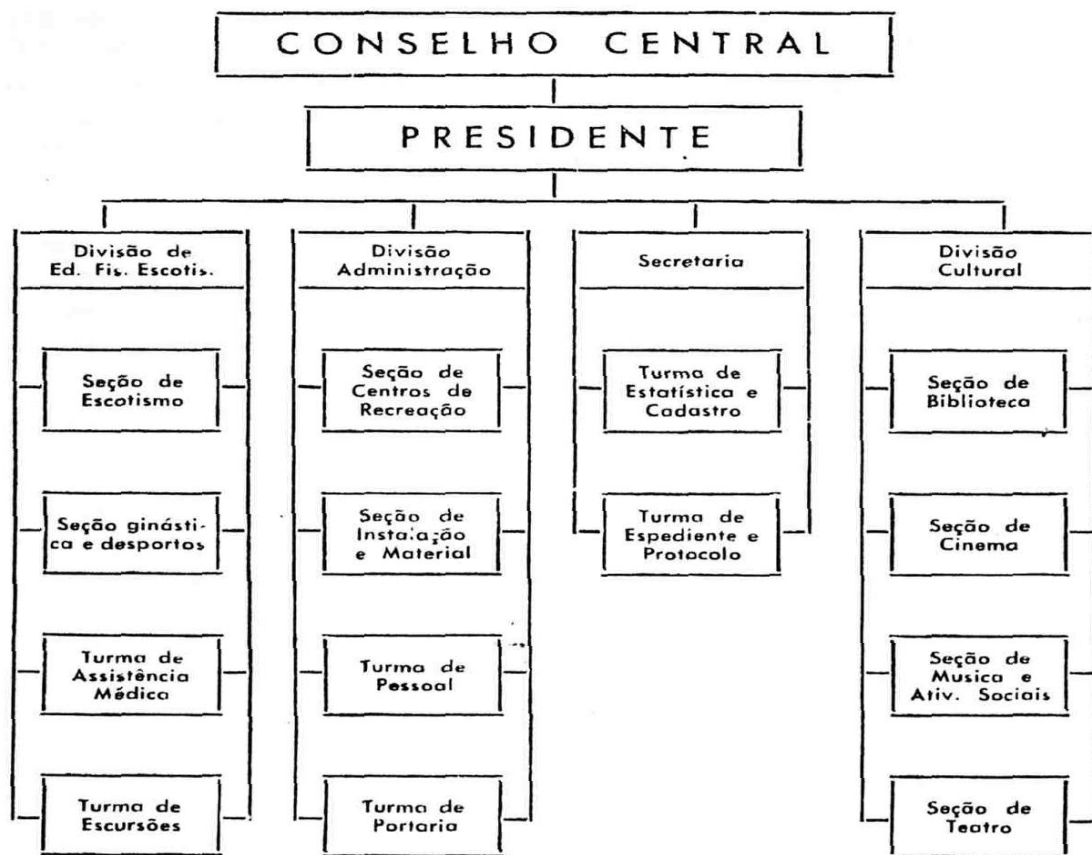 CONSELHO CENTRAL
PRESIDENTE
Divisão de
Ed. Fis. Escotis.
Divisão
Administração
Secretaria
Divisão
Cultural
Seção de
Escotismo
Seção de
Centros de
Recreação
Turma de
Estatística e
Cadastro
Seção de
Biblioteca
Seção ginásti-
ca e desportos
Seção de
Instalação
e Material
Turma de
Espediente e
Protocolo
Seção de
Cinema
Turma de
Assistência
Médica
Turma de
Pessoal
Seção de
Musica e
Ativ. Sociais
Turma de
Escursões
Turma de
Portaria
Seção de
Teatro